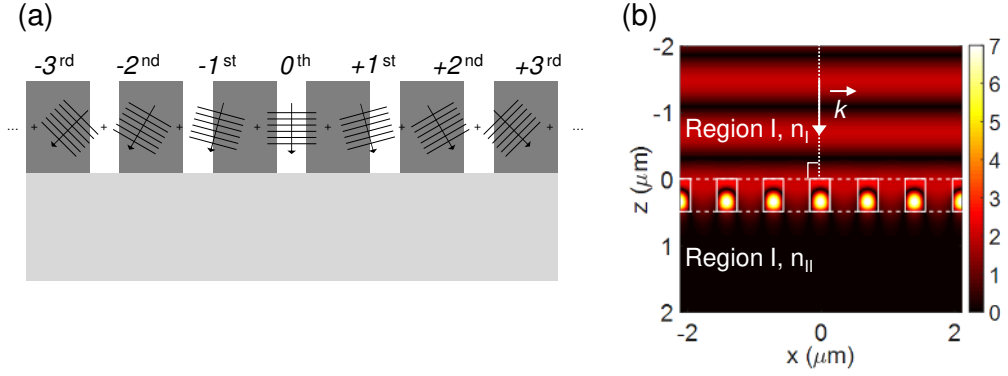 (a)
-3rd -2nd -1st 0th +1st +2nd +3rd
... + + + + + + + + ...
(b)
-2
-1
0
1
2
z (μm)
-2 0 2
x (μm)
Region I, nI
k
Region I, nII
7
6
5
4
3
2
1
0